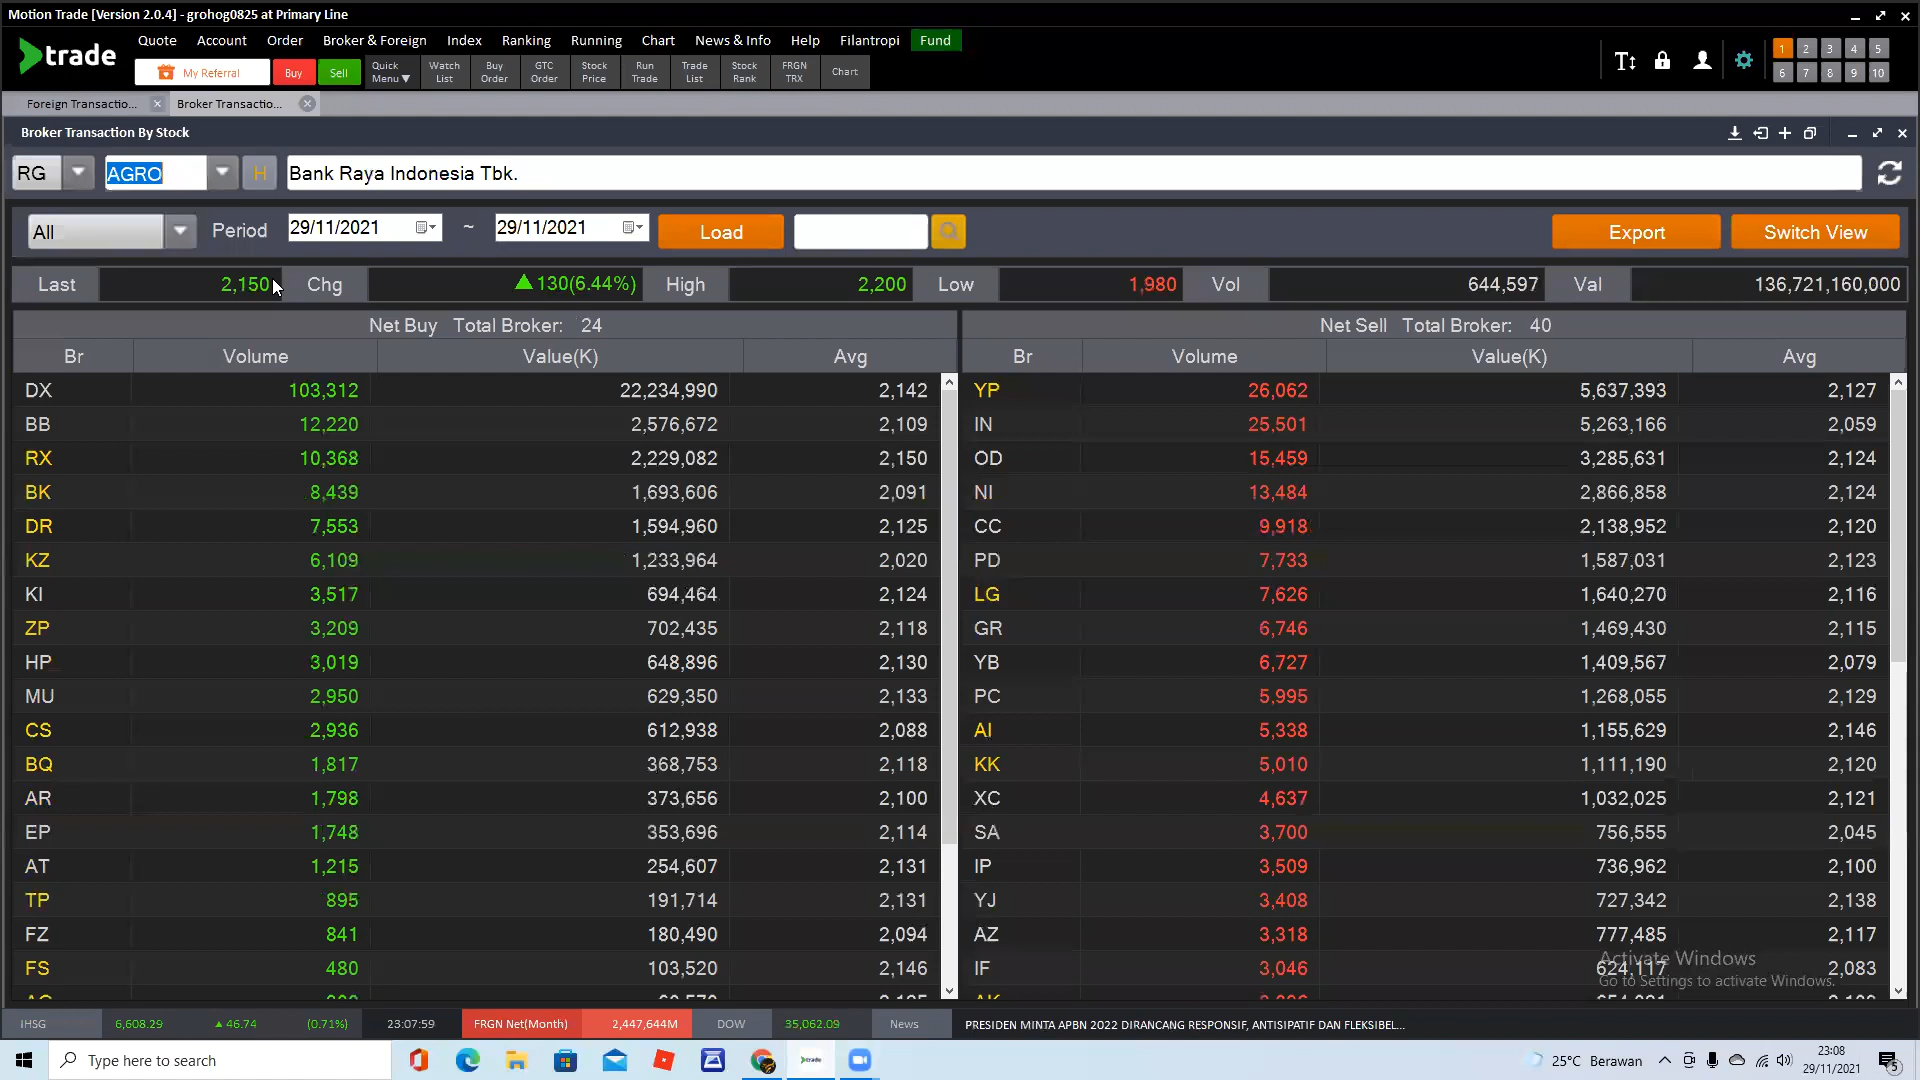 Motion Trade [Version 2.0.4] - grohog0825 at Primary Line
trade
Quote Account Order Broker & Foreign Index Ranking Running Chart News & Info Help Filantropi Fund
My Referral Buy Sell Quick Menu▼ Watch List Buy Order GTC Order Stock Price Run Trade Trade List Stock Rank FRGN TRX Chart
1 2 3 4 5
6 7 8 9 10
Foreign Transactio... Broker Transactio...
Broker Transaction By Stock
RG AGRO H Bank Raya Indonesia Tbk.
All Period 29/11/2021 ~ 29/11/2021 Load Export Switch View
Last 2,150 Chg ▲130(6.44%) High 2,200 Low 1,980 Vol 644,597 Val 136,721,160,000
Net Buy Total Broker: 24 Net Sell Total Broker: 40
Br Volume Value(K) Avg Br Volume Value(K) Avg
DX 103,312 22,234,990 2,142 YP 26,062 5,637,393 2,127
BB 12,220 2,576,672 2,109 IN 25,501 5,263,166 2,059
RX 10,368 2,229,082 2,150 OD 15,459 3,285,631 2,124
BK 8,439 1,693,606 2,091 NI 13,484 2,866,858 2,124
DR 7,553 1,594,960 2,125 CC 9,918 2,138,952 2,120
KZ 6,109 1,233,964 2,020 PD 7,733 1,587,031 2,123
KI 3,517 694,464 2,124 LG 7,626 1,640,270 2,116
ZP 3,209 702,435 2,118 GR 6,746 1,469,430 2,115
HP 3,019 648,896 2,130 YB 6,727 1,409,567 2,079
MU 2,950 629,350 2,133 PC 5,995 1,268,055 2,129
CS 2,936 612,938 2,088 AI 5,338 1,155,629 2,146
BQ 1,817 368,753 2,118 KK 5,010 1,111,190 2,120
AR 1,798 373,656 2,100 XC 4,637 1,032,025 2,121
EP 1,748 353,696 2,114 SA 3,700 756,555 2,045
AT 1,215 254,607 2,131 IP 3,509 736,962 2,100
TP 895 191,714 2,131 YJ 3,408 727,342 2,138
FZ 841 180,490 2,094 AZ 3,318 777,485 2,117
FS 480 103,520 2,146 IF 3,046 624,117 2,083
Activate Windows
Go to Settings to activate Windows.
IHSG 6,608.29 ▲ 46.74 (0.71%) 23:07:59 FRGN Net(Month) 2,447,644M DOW 35,062.09 News PRESIDEN MINTA APBN 2022 DIRANCANG RESPONSIF, ANTISIPATIF DAN FLEKSIBEL...
Type here to search trade 25°C Berawan 23:08
29/11/2021 5